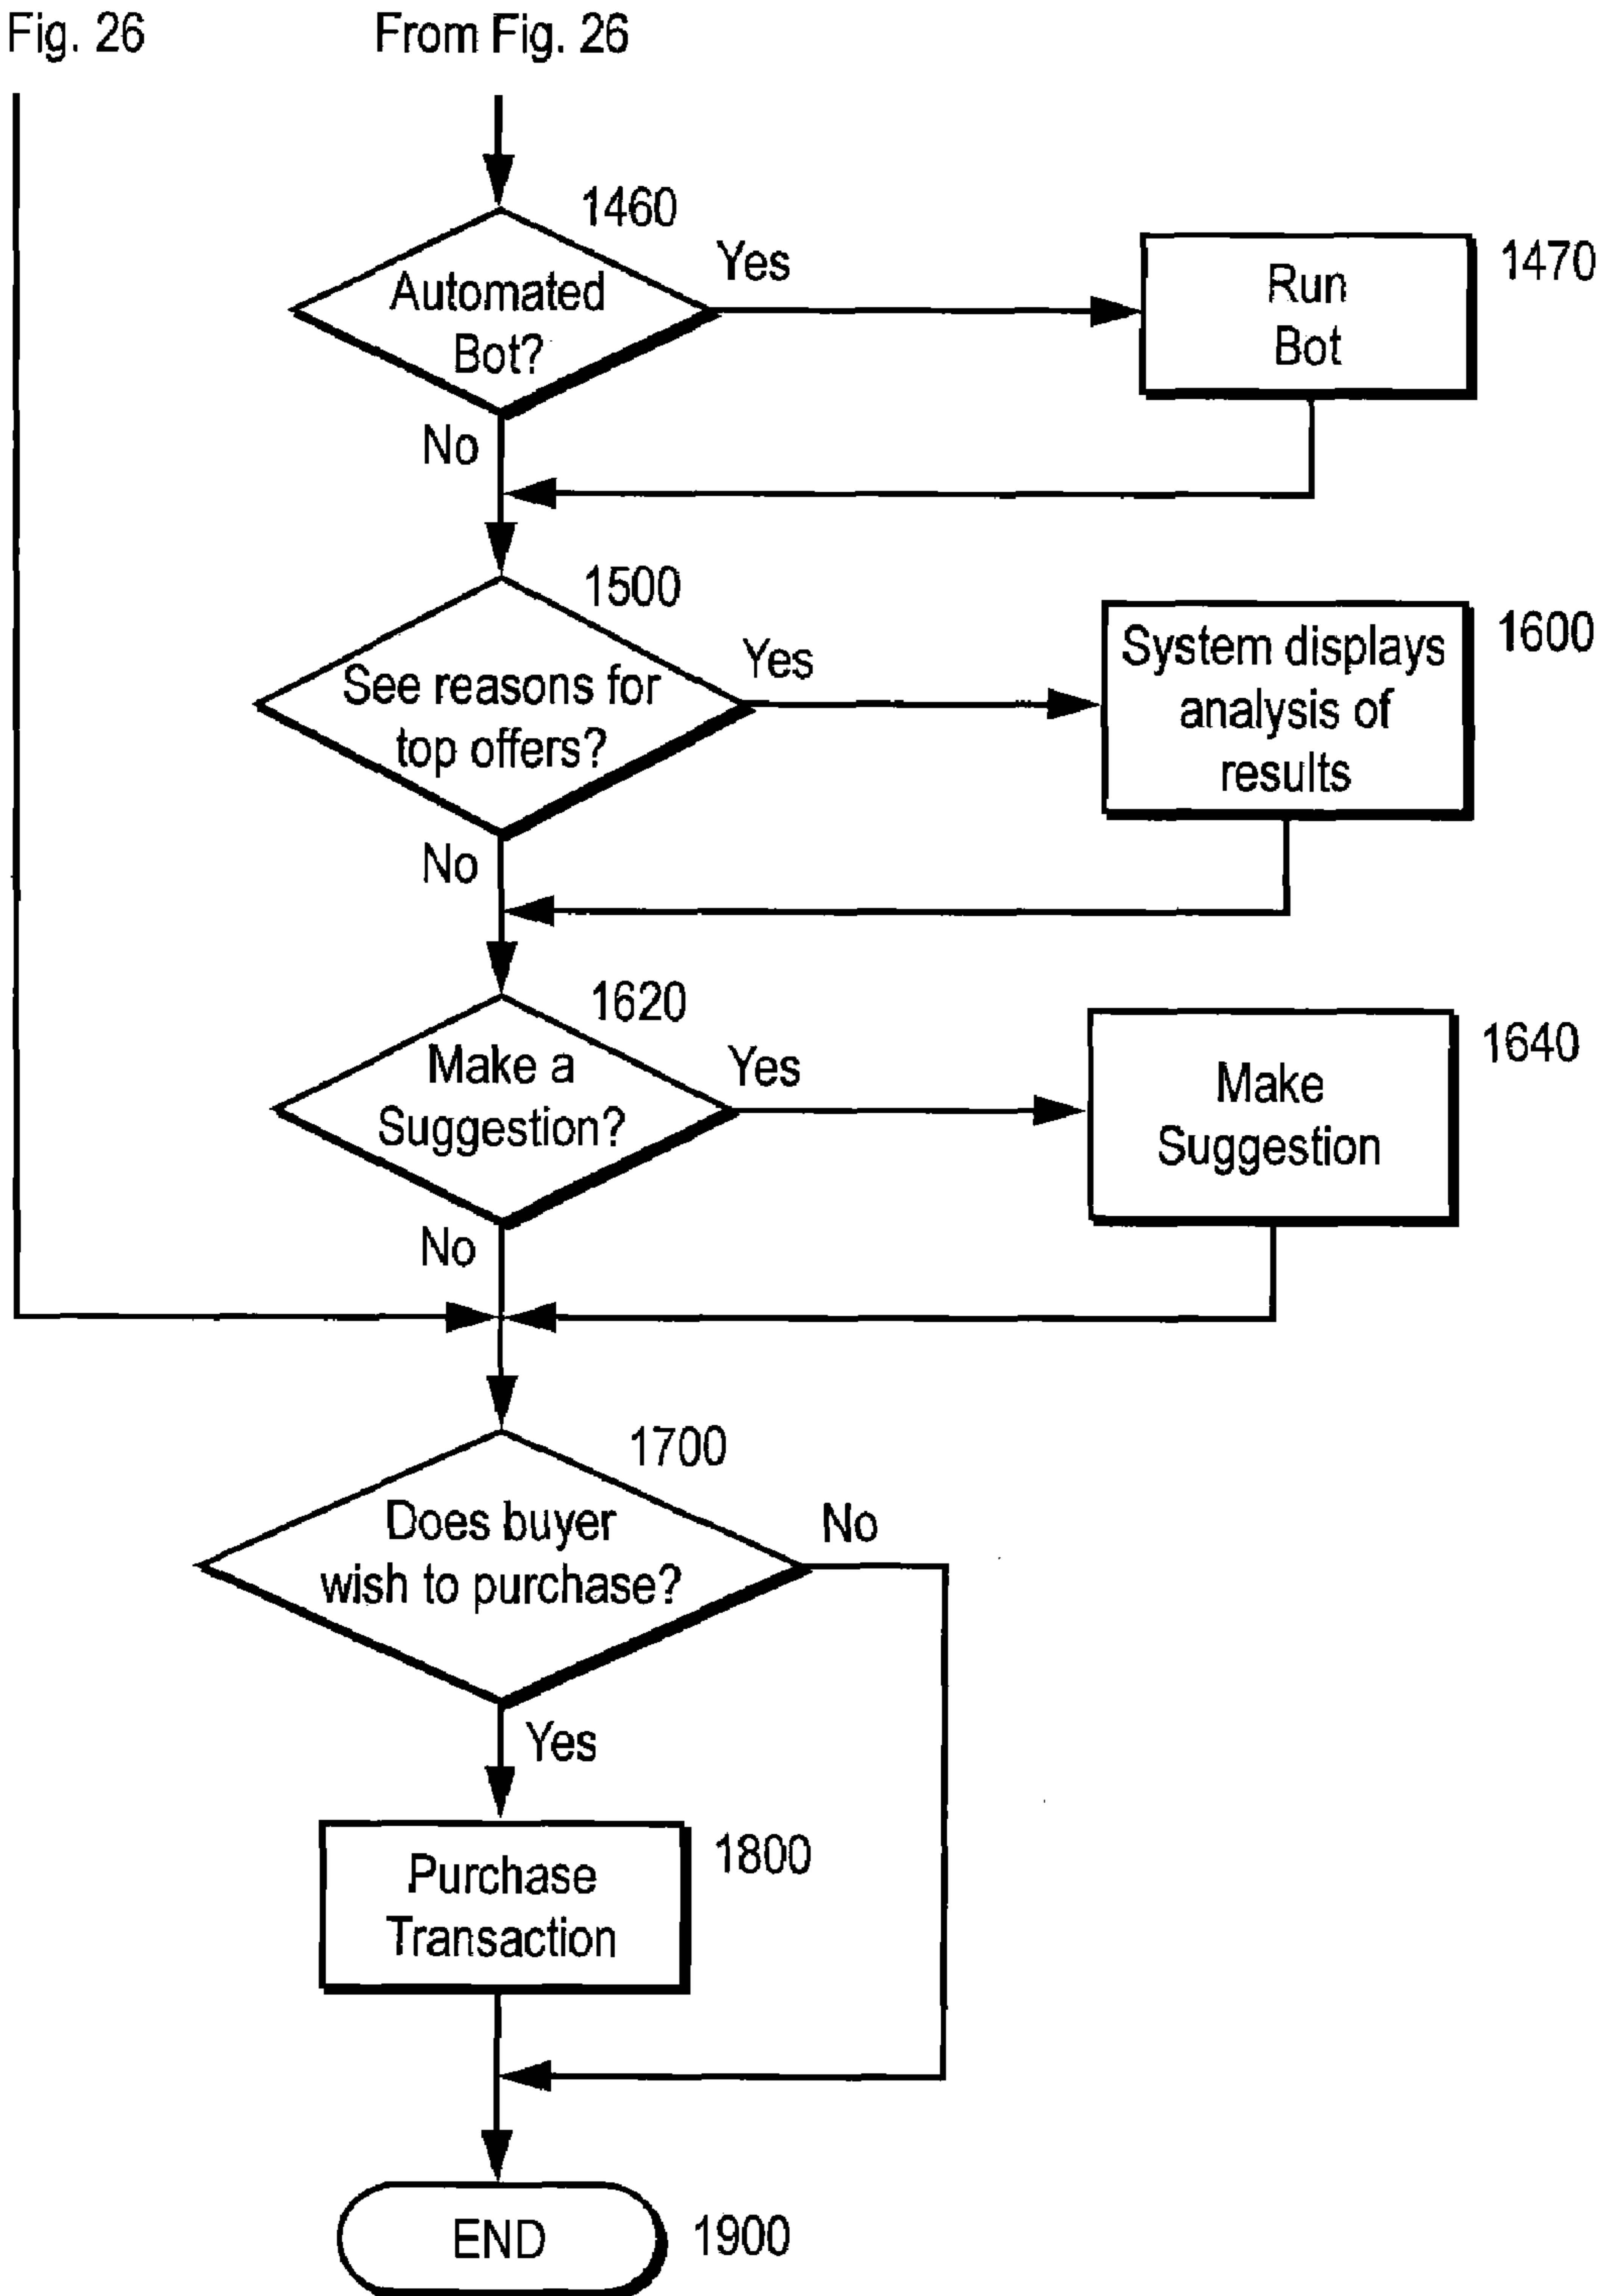 Fig. 26
From Fig. 26
1460
Automated
Bot?
Yes
1470
Run
Bot
No
1500
See reasons for
top offers?
Yes
1600
System displays
analysis of
results
No
1620
Make a
Suggestion?
Yes
1640
Make
Suggestion
No
1700
Does buyer
wish to purchase?
No
Yes
1800
Purchase
Transaction
END
1900